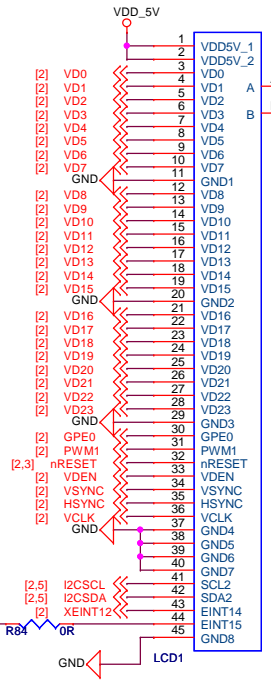 VDD_5V
1 VDD5V_1
2 VDD5V_2
[2] VD0 3 VD0
[2] VD1 4 VD1 A
[2] VD2 5 VD2
[2] VD3 6 VD3 B
[2] VD4 7 VD4
[2] VD5 8 VD5
[2] VD6 9 VD6
[2] VD7 10 VD7
GND 11 GND1
[2] VD8 12 VD8
[2] VD9 13 VD9
[2] VD10 14 VD10
[2] VD11 15 VD11
[2] VD12 16 VD12
[2] VD13 17 VD13
[2] VD14 18 VD14
[2] VD15 19 VD15
GND 20 GND2
[2] VD16 21 VD16
[2] VD17 22 VD17
[2] VD18 23 VD18
[2] VD19 24 VD19
[2] VD20 25 VD20
[2] VD21 26 VD21
[2] VD22 27 VD22
[2] VD23 28 VD23
GND 29 GND3
[2] GPE0 30 GPE0
[2] PWM1 31 PWM1
[2,3] nRESET 32 nRESET
[2] VDEN 33 VDEN
[2] VSYNC 34 VSYNC
[2] HSYNC 35 HSYNC
[2] VCLK 36 VCLK
GND 37 GND4
38 GND5
39 GND6
40 GND7
[2,5] I2CSCL 41 SCL2
[2,5] I2CSDA 42 SDA2
[2] XEINT12 43 EINT14
R84 0R 44 EINT15
45 GND8
GND LCD1